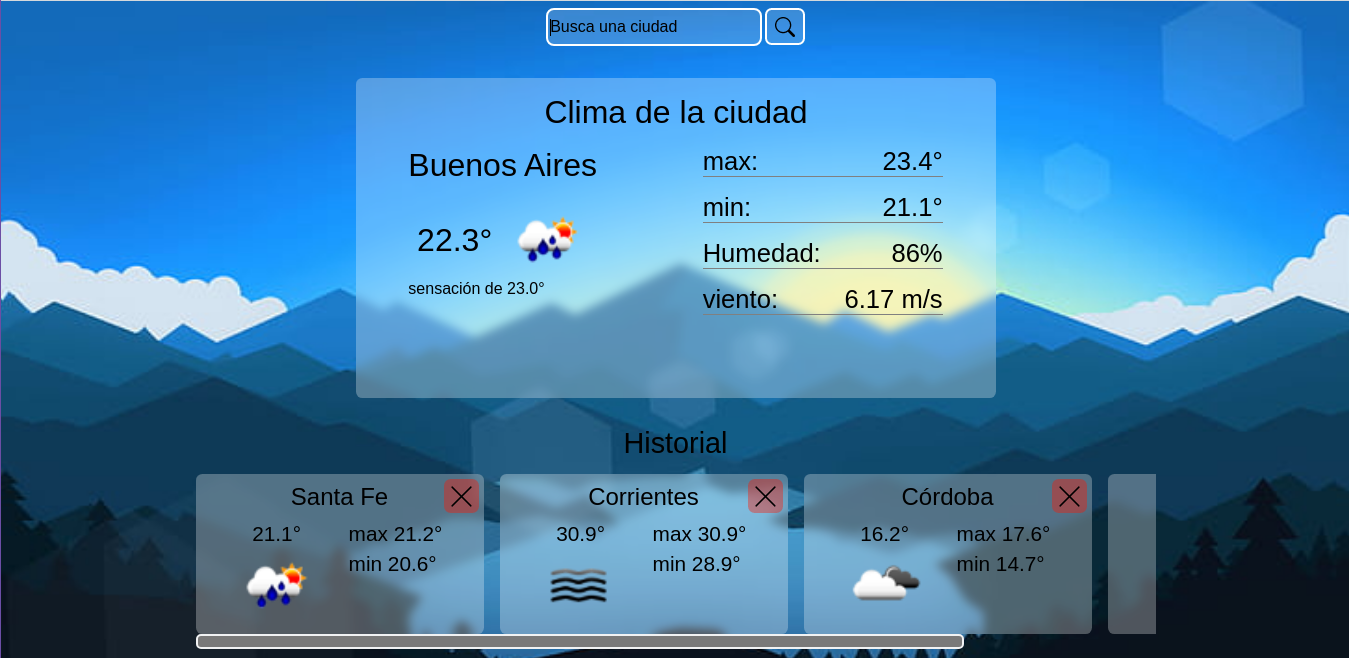 Busca una ciudad
Clima de la ciudad
Buenos Aires
22.3°
sensación de 23.0°
max: 23.4°
min: 21.1°
Humedad: 86%
viento: 6.17 m/s
Historial
Santa Fe
21.1°
max 21.2°
min 20.6°
Corrientes
30.9°
max 30.9°
min 28.9°
Córdoba
16.2°
max 17.6°
min 14.7°